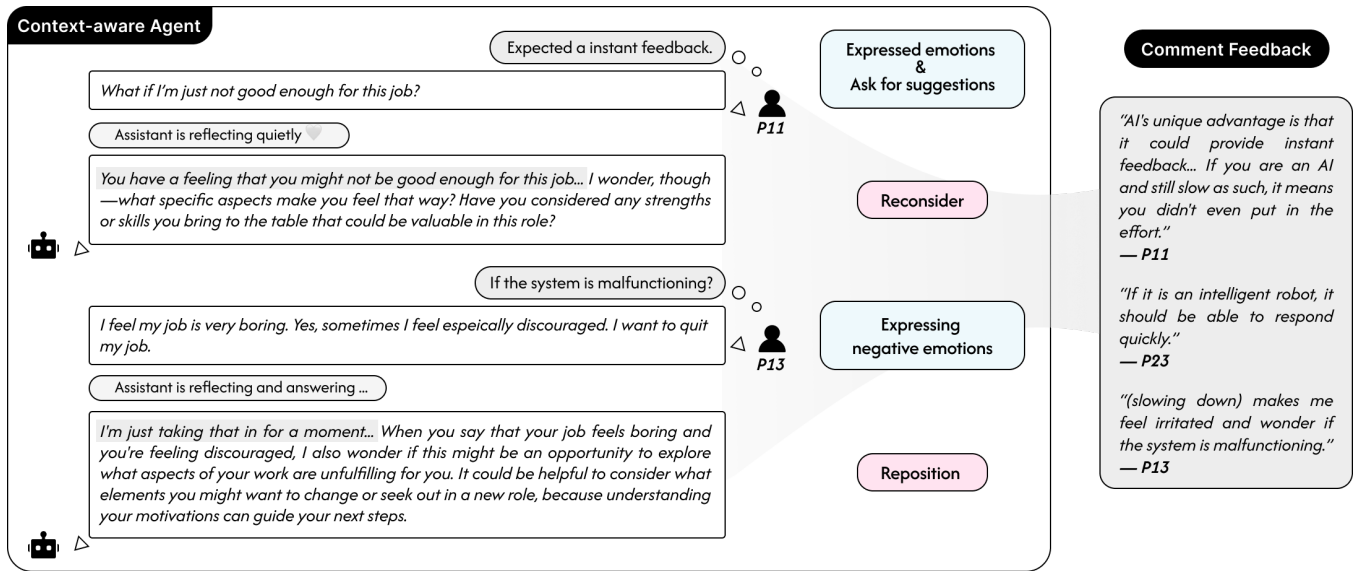 Context-aware Agent
Expected a instant feedback.
What if I'm just not good enough for this job?
P11
Assistant is reflecting quietly 🤍
You have a feeling that you might not be good enough for this job... I wonder, though
—what specific aspects make you feel that way? Have you considered any strengths
or skills you bring to the table that could be valuable in this role?
If the system is malfunctioning?
I feel my job is very boring. Yes, sometimes I feel espeically discouraged. I want to quit
my job.
P13
Assistant is reflecting and answering ...
I'm just taking that in for a moment... When you say that your job feels boring and
you're feeling discouraged, I also wonder if this might be an opportunity to explore
what aspects of your work are unfulfilling for you. It could be helpful to consider what
elements you might want to change or seek out in a new role, because understanding
your motivations can guide your next steps.
Expressed emotions
&
Ask for suggestions
Reconsider
Expressing
negative emotions
Reposition
Comment Feedback
“AI's unique advantage is that
it could provide instant
feedback... If you are an AI
and still slow as such, it means
you didn't even put in the
effort.”
— P11
“If it is an intelligent robot, it
should be able to respond
quickly.”
— P23
“(slowing down) makes me
feel irritated and wonder if
the system is malfunctioning.”
— P13